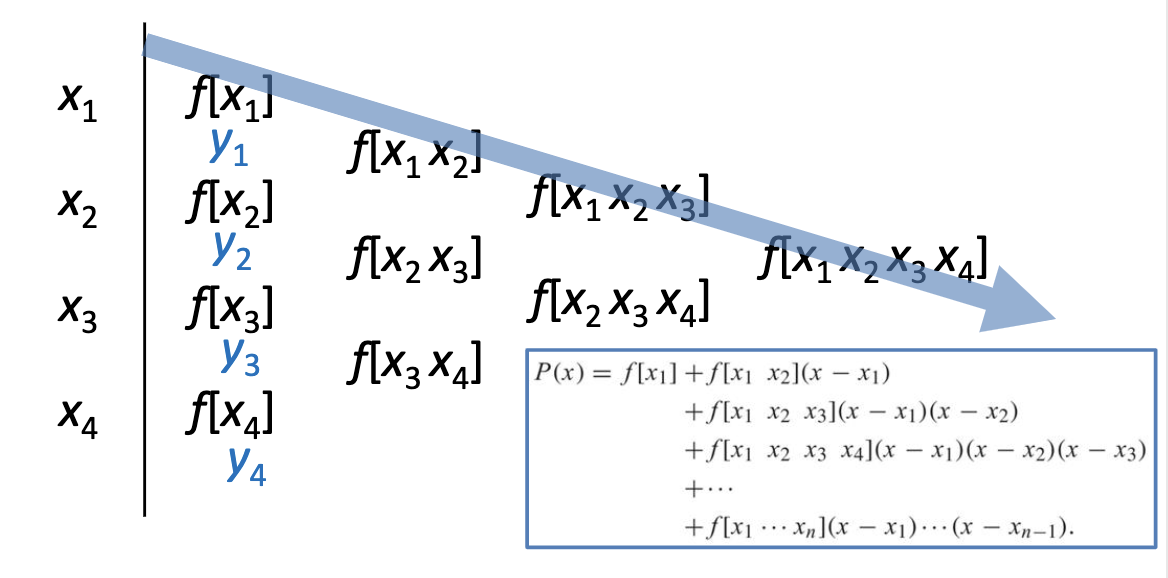 x₁ f[x₁]
y₁ f[x₁ x₂]
x₂ f[x₂] f[x₁ x₂ x₃]
y₂ f[x₂ x₃] f[x₁ x₂ x₃ x₄]
x₃ f[x₃] f[x₂ x₃ x₄]
y₃ f[x₃ x₄]
x₄ f[x₄]
y₄
P(x) = f[x₁] + f[x₁ x₂](x − x₁)
+ f[x₁ x₂ x₃](x − x₁)(x − x₂)
+ f[x₁ x₂ x₃ x₄](x − x₁)(x − x₂)(x − x₃)
+ ⋯
+ f[x₁ ⋯ xₙ](x − x₁) ⋯ (x − xₙ₋₁).